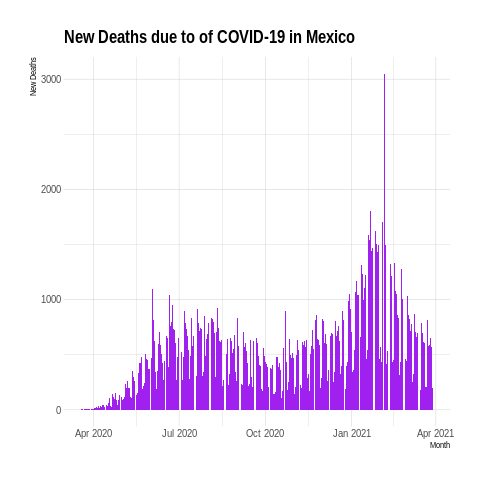 New Deaths due to of COVID-19 in Mexico
New Deaths
3000
2000
1000
0
Apr 2020 Jul 2020 Oct 2020 Jan 2021 Apr 2021
Month